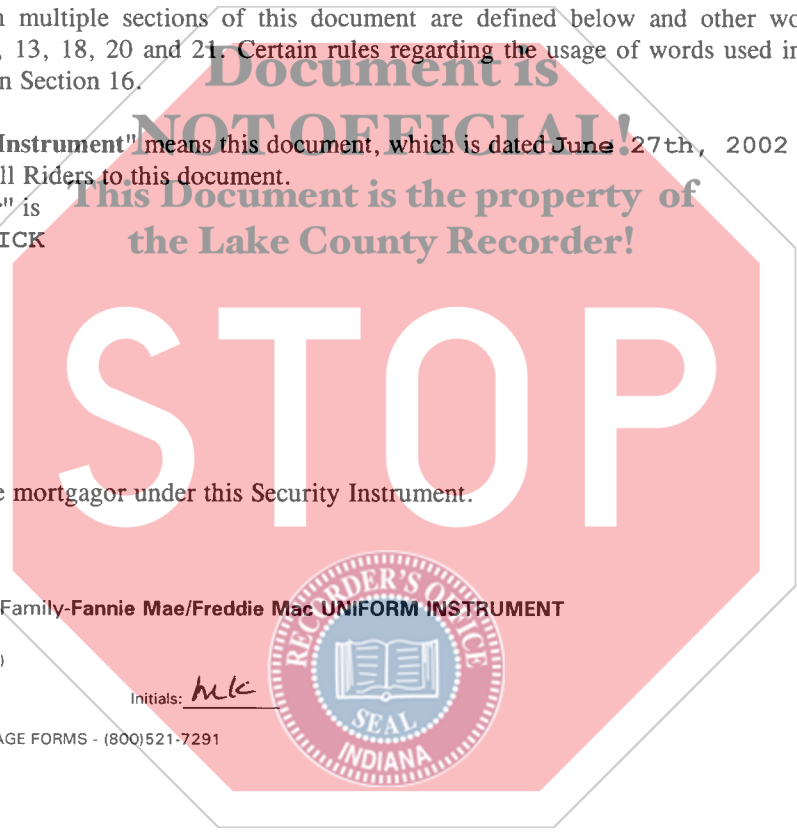 n multiple sections of this document are defined below and other wo
, 13, 18, 20 and 21. Certain rules regarding the usage of words used in
n Section 16.
Document is
NOT OFFICIAL!
This Document is the property of
the Lake County Recorder!
Instrument" means this document, which is dated June 27th, 2002
ll Riders to this document.
" is
ICK
STOP
e mortgagor under this Security Instrument.
Family-Fannie Mae/Freddie Mac UNIFORM INSTRUMENT
)
Initials: mk
AGE FORMS - (800)521-7291
RECORDER'S OFFICE
SEAL
INDIANA